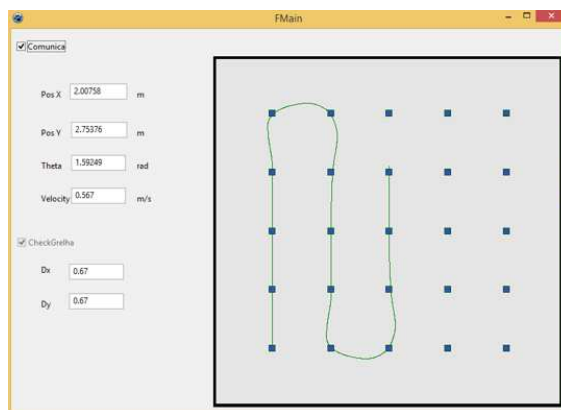 FMain
Comunica
Pos X 2.00758 m
Pos Y 2.75376 m
Theta 1.59249 rad
Velocity 0.567 m/s
CheckGrelha
Dx 0.67
Dy 0.67